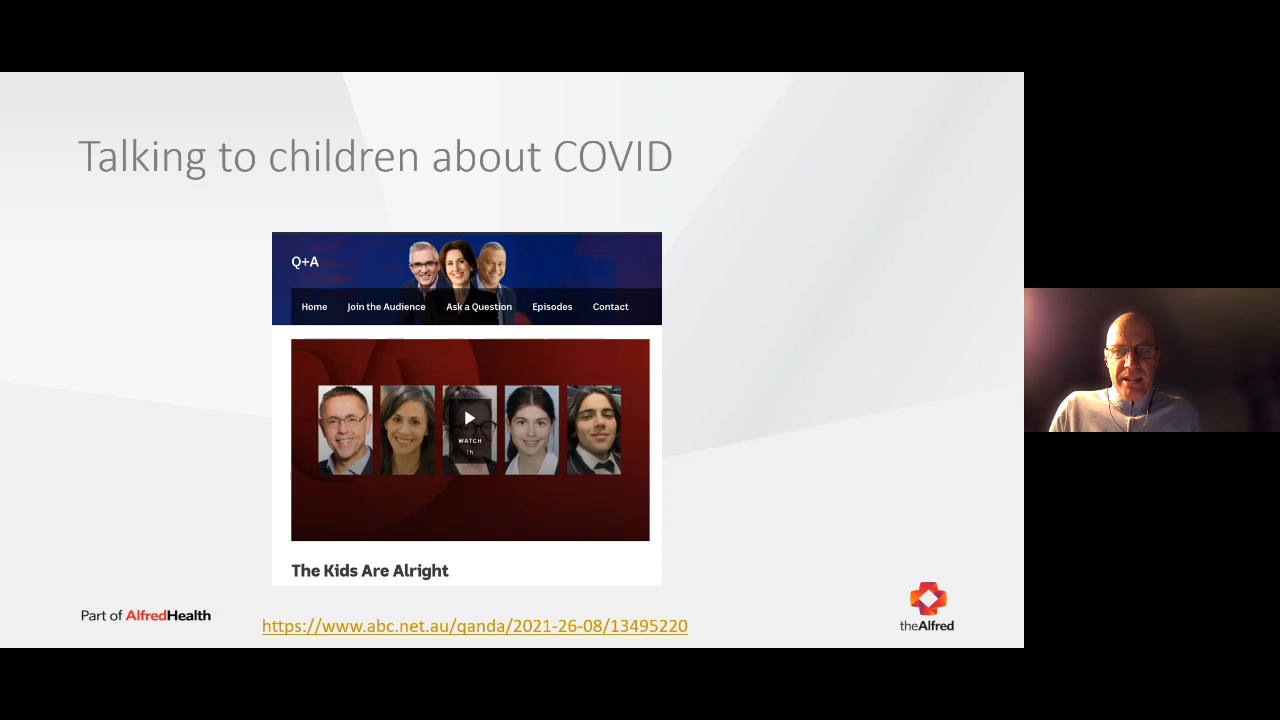 Talking to children about COVID
Q+A
Home Join the Audience Ask a Question Episodes Contact
WATCH
1h
The Kids Are Alright
Part of AlfredHealth
https://www.abc.net.au/qanda/2021-26-08/13495220
theAlfred